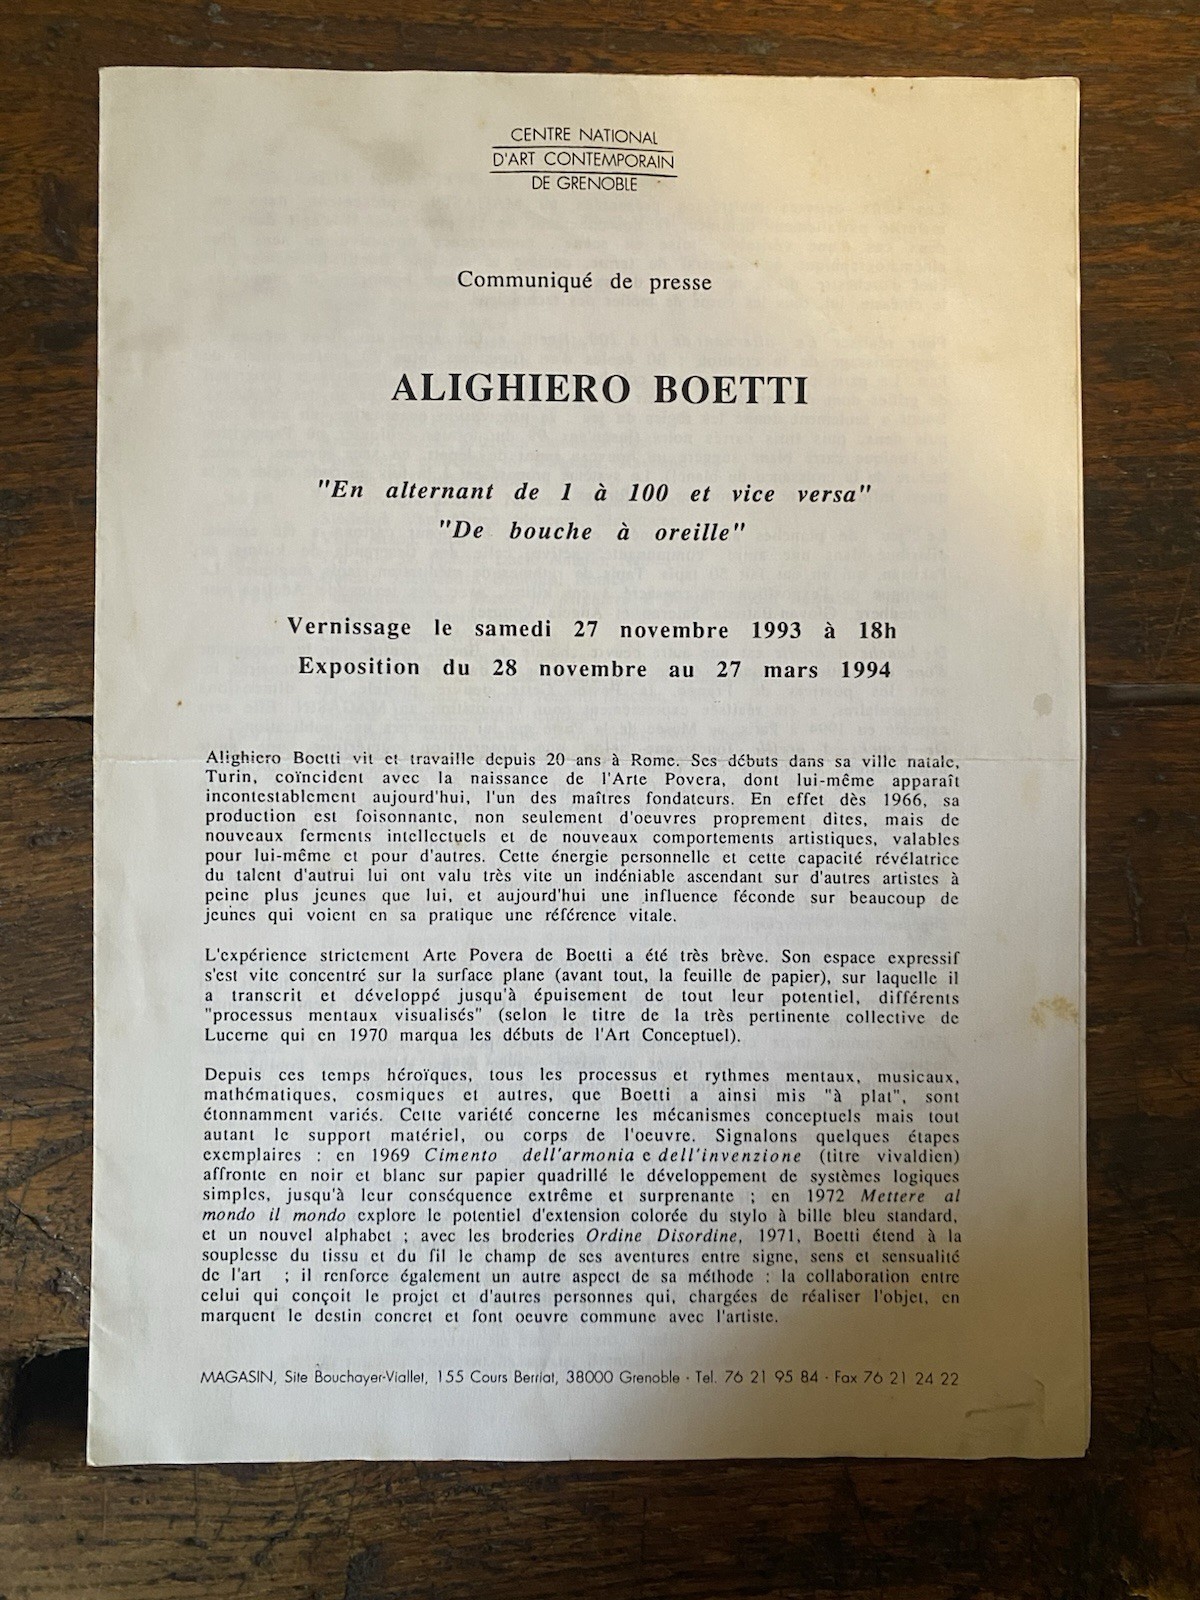 CENTRE NATIONAL
D'ART CONTEMPORAIN
DE GRENOBLE
Communiqué de presse
ALIGHIERO BOETTI
"En alternant de 1 à 100 et vice versa"
"De bouche à oreille"
Vernissage le samedi 27 novembre 1993 à 18h
Exposition du 28 novembre au 27 mars 1994
Alighiero Boetti vit et travaille depuis 20 ans à Rome. Ses débuts dans sa ville natale,
Turin, coïncident avec la naissance de l'Arte Povera, dont lui-même apparaît
incontestablement aujourd'hui, l'un des maîtres fondateurs. En effet dès 1966, sa
production est foisonnante, non seulement d'oeuvres proprement dites, mais de
nouveaux ferments intellectuels et de nouveaux comportements artistiques, valables
pour lui-même et pour d'autres. Cette énergie personnelle et cette capacité révélatrice
du talent d'autrui lui ont valu très vite un indéniable ascendant sur d'autres artistes à
peine plus jeunes que lui, et aujourd'hui une influence féconde sur beaucoup de
jeunes qui voient en sa pratique une référence vitale.
L'expérience strictement Arte Povera de Boetti a été très brève. Son espace expressif
s'est vite concentré sur la surface plane (avant tout, la feuille de papier), sur laquelle il
a transcrit et développé jusqu'à épuisement de tout leur potentiel, différents
"processus mentaux visualisés" (selon le titre de la très pertinente collective de
Lucerne qui en 1970 marqua les débuts de l'Art Conceptuel).
Depuis ces temps héroïques, tous les processus et rythmes mentaux, musicaux,
mathématiques, cosmiques et autres, que Boetti a ainsi mis "à plat", sont
étonnamment variés. Cette variété concerne les mécanismes conceptuels mais tout
autant le support matériel, ou corps de l'oeuvre. Signalons quelques étapes
exemplaires : en 1969 Cimento dell'armonia e dell'invenzione (titre vivaldien)
affronte en noir et blanc sur papier quadrillé le développement de systèmes logiques
simples, jusqu'à leur conséquence extrême et surprenante ; en 1972 Mettere al
mondo il mondo explore le potentiel d'extension colorée du stylo à bille bleu standard,
et un nouvel alphabet ; avec les broderies Ordine Disordine, 1971, Boetti étend à la
souplesse du tissu et du fil le champ de ses aventures entre signe, sens et sensualité
de l'art ; il renforce également un autre aspect de sa méthode : la collaboration entre
celui qui conçoit le projet et d'autres personnes qui, chargées de réaliser l'objet, en
marquent le destin concret et font oeuvre commune avec l'artiste.
MAGASIN, Site Bouchayer-Viallet, 155 Cours Berriat, 38000 Grenoble - Tel. 76 21 95 84 - Fax 76 21 24 22